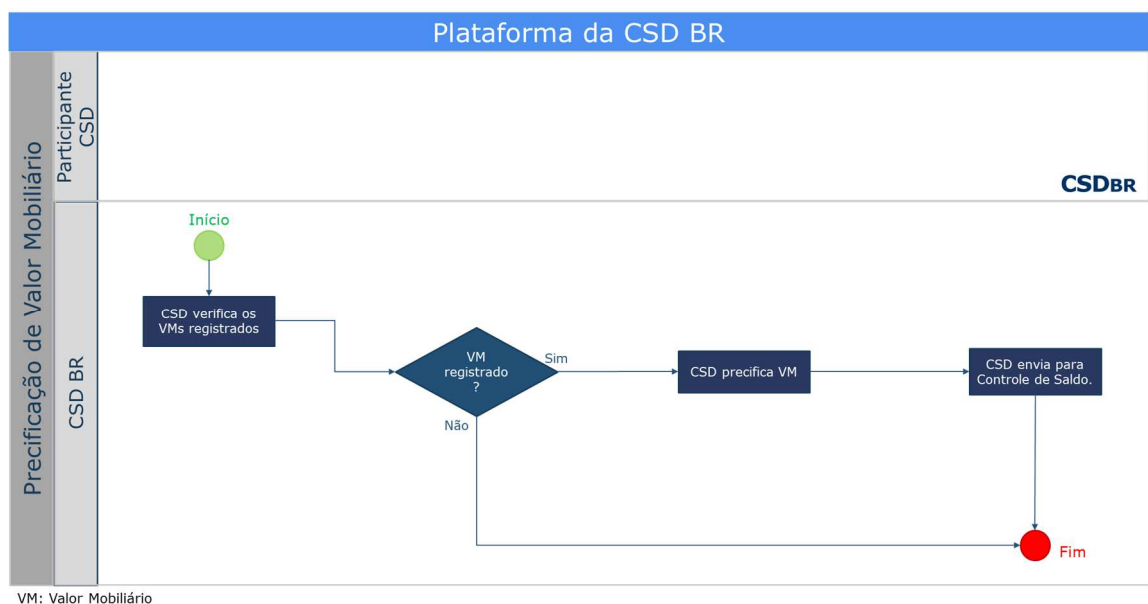 Plataforma da CSD BR
Precificação de Valor Mobiliário
Participante
CSD
CSDBR
CSD BR
Início
CSD verifica os
VMs registrados
VM
registrado
?
Sim
Não
CSD precifica VM
CSD envia para
Controle de Saldo.
Fim
VM: Valor Mobiliário